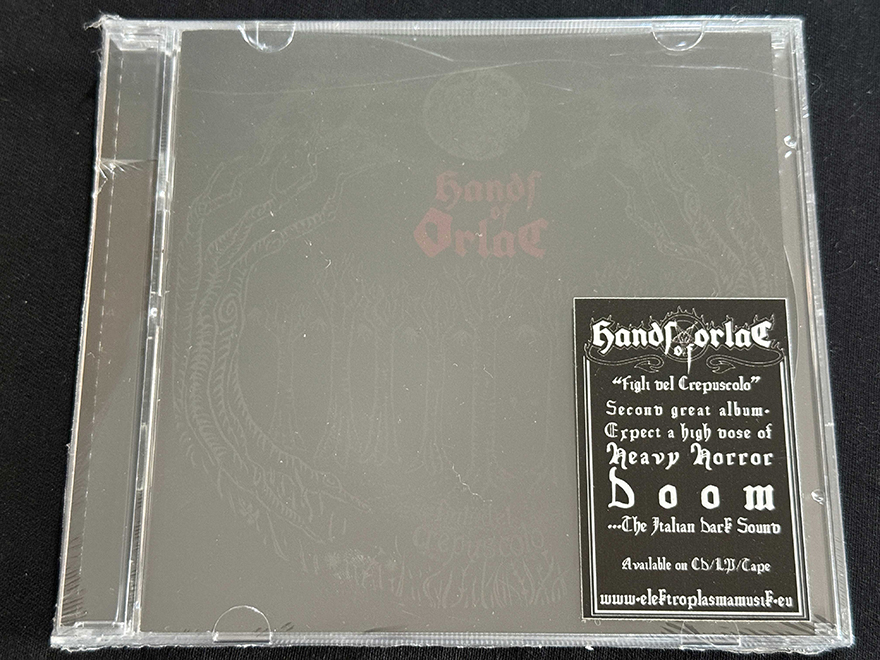 Hands
of
Orlac
Crepuscolo
Hands of orlac
"Figli del Crepuscolo"
Second great album-
Expect a high dose of
Heavy Horror
Doom
...The Italian Dark Sound
Available on CD/LP/Tape
www.elektroplasmamusik.eu